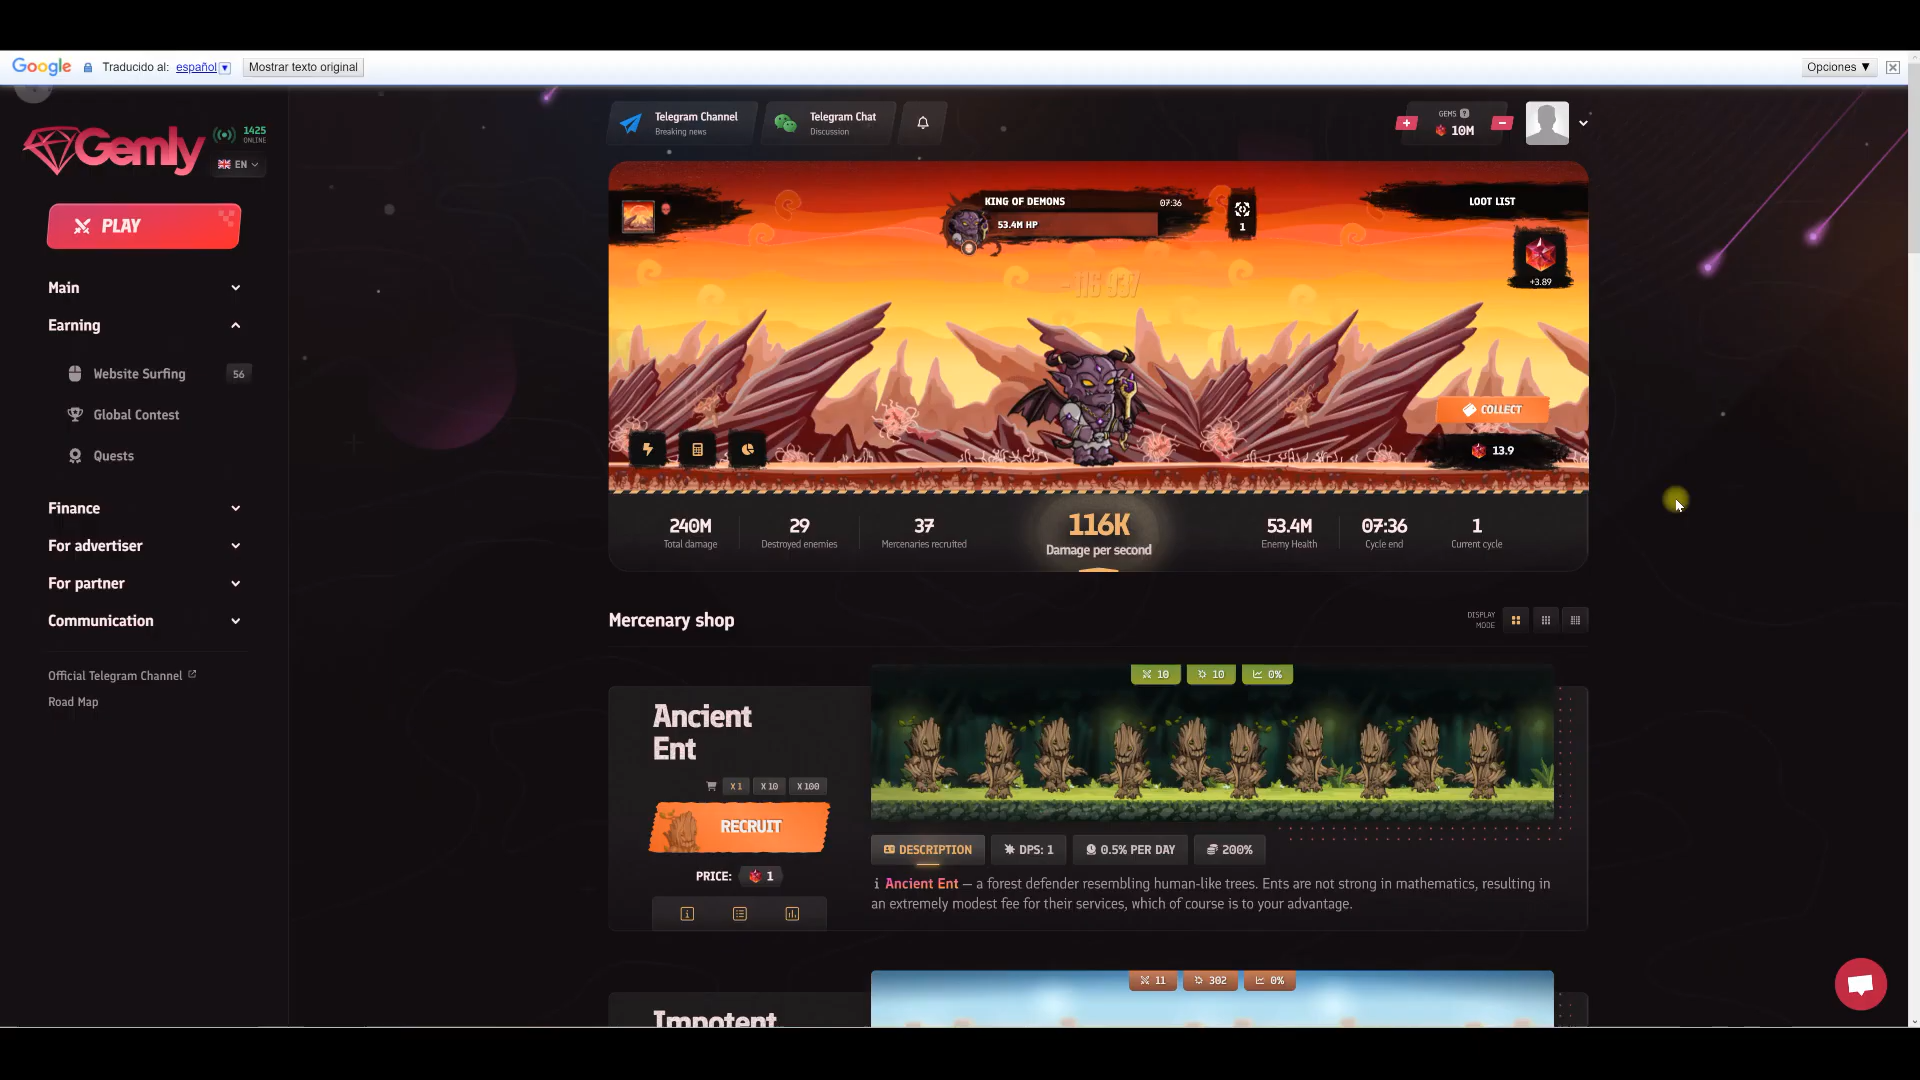 Google
Traducido al: español
Mostrar texto original
Opciones ▼
Gemly
1425
ONLINE
EN
PLAY
Main
Earning
Website Surfing 56
Global Contest
Quests
Finance
For advertiser
For partner
Communication
Official Telegram Channel
Road Map
Telegram Channel
Breaking news
Telegram Chat
Discussion
GEMS ?
10M
KING OF DEMONS 07:36
53.4M HP
1
LOOT LIST
+3.89
-116 937
COLLECT
13.9
240M
Total damage
29
Destroyed enemies
37
Mercenaries recruited
116K
Damage per second
53.4M
Enemy Health
07:36
Cycle end
1
Current cycle
Mercenary shop
DISPLAY
MODE
Ancient
Ent
X 1 X 10 X 100
RECRUIT
PRICE: 1
10 10 0%
DESCRIPTION DPS: 1 0.5% PER DAY 200%
Ancient Ent — a forest defender resembling human-like trees. Ents are not strong in mathematics, resulting in
an extremely modest fee for their services, which of course is to your advantage.
11 302 0%
Impotent